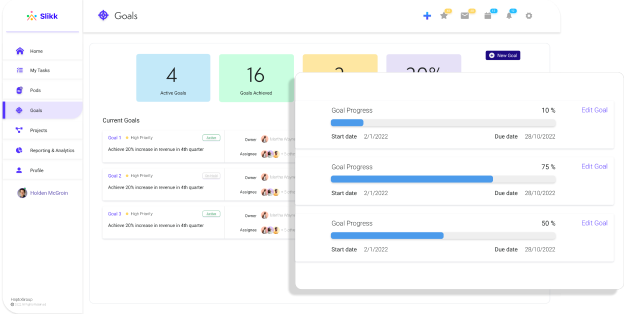 Slikk
Goals
Home
My Tasks
Pods
Goals
Projects
Reporting & Analytics
Profile
Holden McGroin
New Goal
4
Active Goals
16
Goals Achieved
Current Goals
Goal 1 High Priority
Achieve 20% increase in revenue in 4th quarter
Owner
Assignee
Goal 2 High Priority
Achieve 20% increase in revenue in 4th quarter
Owner
Assignee
Goal 3 High Priority
Achieve 20% increase in revenue in 4th quarter
Owner
Assignee
Goal Progress 10 % Edit Goal
Start date 2/1/2022 Due date 28/10/2022
Goal Progress 75 % Edit Goal
Start date 2/1/2022 Due date 28/10/2022
Goal Progress 50 % Edit Goal
Start date 2/1/2022 Due date 28/10/2022